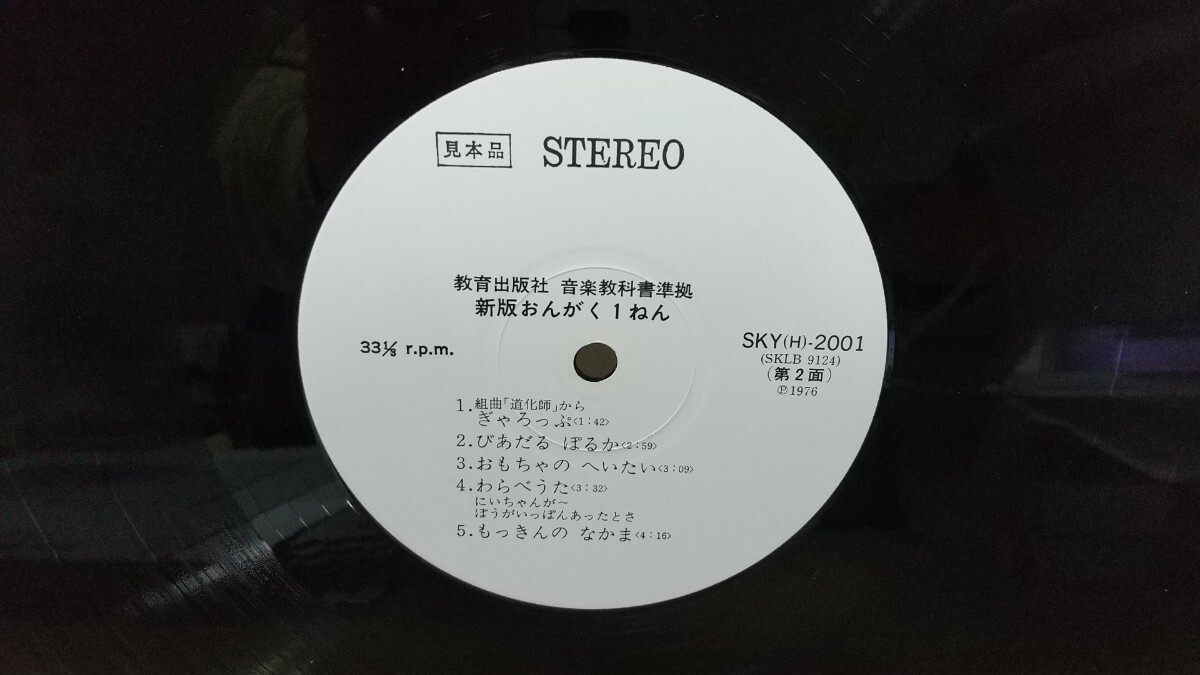 見本品 STEREO
教育出版社 音楽教科書準拠
新版おんがく1ねん
33⅓ r.p.m.
SKY(H)-2001
(SKLB 9124)
(第2面)
Ⓟ1976
1.組曲「道化師」から
ぎゃろっぷ<1:42>
2.びあだる ぽるか<2:59>
3.おもちゃの へいたい<3:09>
4.わらべうた<3:32>
にいちゃんが～
ぼうがいっぽんあったとさ
5.もっきんの なかま<4:16>